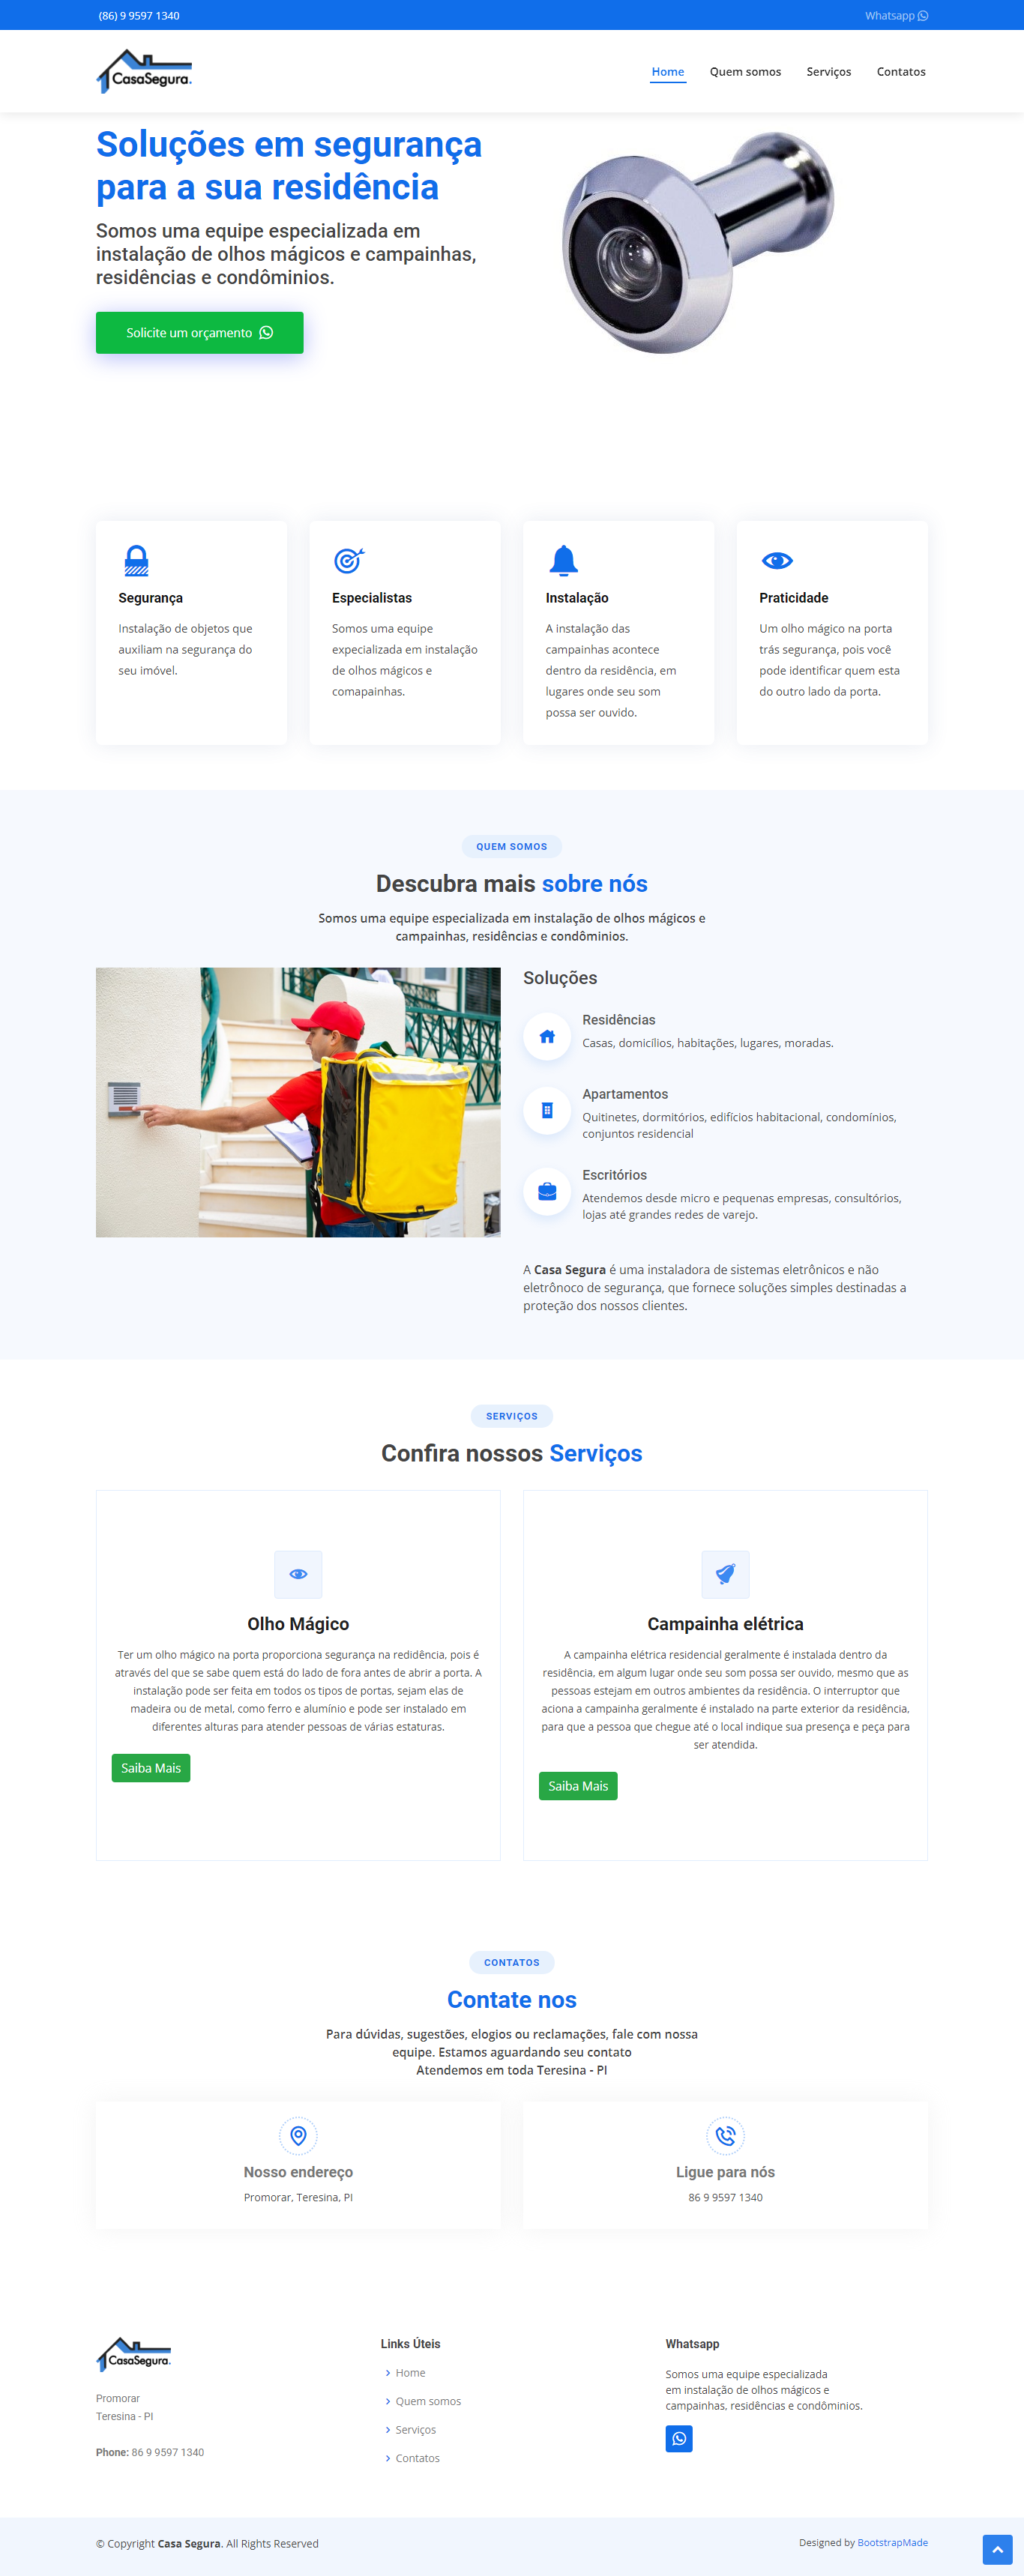 (86) 9 9597 1340
Whatsapp
CasaSegura.
Home
Quem somos
Serviços
Contatos
Soluções em segurança
para a sua residência
Somos uma equipe especializada em
instalação de olhos mágicos e campainhas,
residências e condôminios.
Solicite um orçamento
Segurança
Instalação de objetos que
auxiliam na segurança do
seu imóvel.
Especialistas
Somos uma equipe
expecializada em instalação
de olhos mágicos e
comapainhas.
Instalação
A instalação das
campainhas acontece
dentro da residência, em
lugares onde seu som
possa ser ouvido.
Praticidade
Um olho mágico na porta
trás segurança, pois você
pode identificar quem esta
do outro lado da porta.
QUEM SOMOS
Descubra mais sobre nós
Somos uma equipe especializada em instalação de olhos mágicos e
campainhas, residências e condôminios.
Soluções
Residências
Casas, domicílios, habitações, lugares, moradas.
Apartamentos
Quitinetes, dormitórios, edifícios habitacional, condomínios,
conjuntos residencial
Escritórios
Atendemos desde micro e pequenas empresas, consultórios,
lojas até grandes redes de varejo.
A Casa Segura é uma instaladora de sistemas eletrônicos e não
eletrônoco de segurança, que fornece soluções simples destinadas a
proteção dos nossos clientes.
SERVIÇOS
Confira nossos Serviços
Olho Mágico
Ter um olho mágico na porta proporciona segurança na redidência, pois é
através del que se sabe quem está do lado de fora antes de abrir a porta. A
instalação pode ser feita em todos os tipos de portas, sejam elas de
madeira ou de metal, como ferro e alumínio e pode ser instalado em
diferentes alturas para atender pessoas de várias estaturas.
Saiba Mais
Campainha elétrica
A campainha elétrica residencial geralmente é instalada dentro da
residência, em algum lugar onde seu som possa ser ouvido, mesmo que as
pessoas estejam em outros ambientes da residência. O interruptor que
aciona a campainha geralmente é instalado na parte exterior da residência,
para que a pessoa que chegue até o local indique sua presença e peça para
ser atendida.
Saiba Mais
CONTATOS
Contate nos
Para dúvidas, sugestões, elogios ou reclamações, fale com nossa
equipe. Estamos aguardando seu contato
Atendemos em toda Teresina - PI
Nosso endereço
Promorar, Teresina, PI
Ligue para nós
86 9 9597 1340
CasaSegura.
Promorar
Teresina - PI
Phone: 86 9 9597 1340
Links Úteis
Home
Quem somos
Serviços
Contatos
Whatsapp
Somos uma equipe especializada
em instalação de olhos mágicos e
campainhas, residências e condôminios.
© Copyright Casa Segura. All Rights Reserved
Designed by BootstrapMade